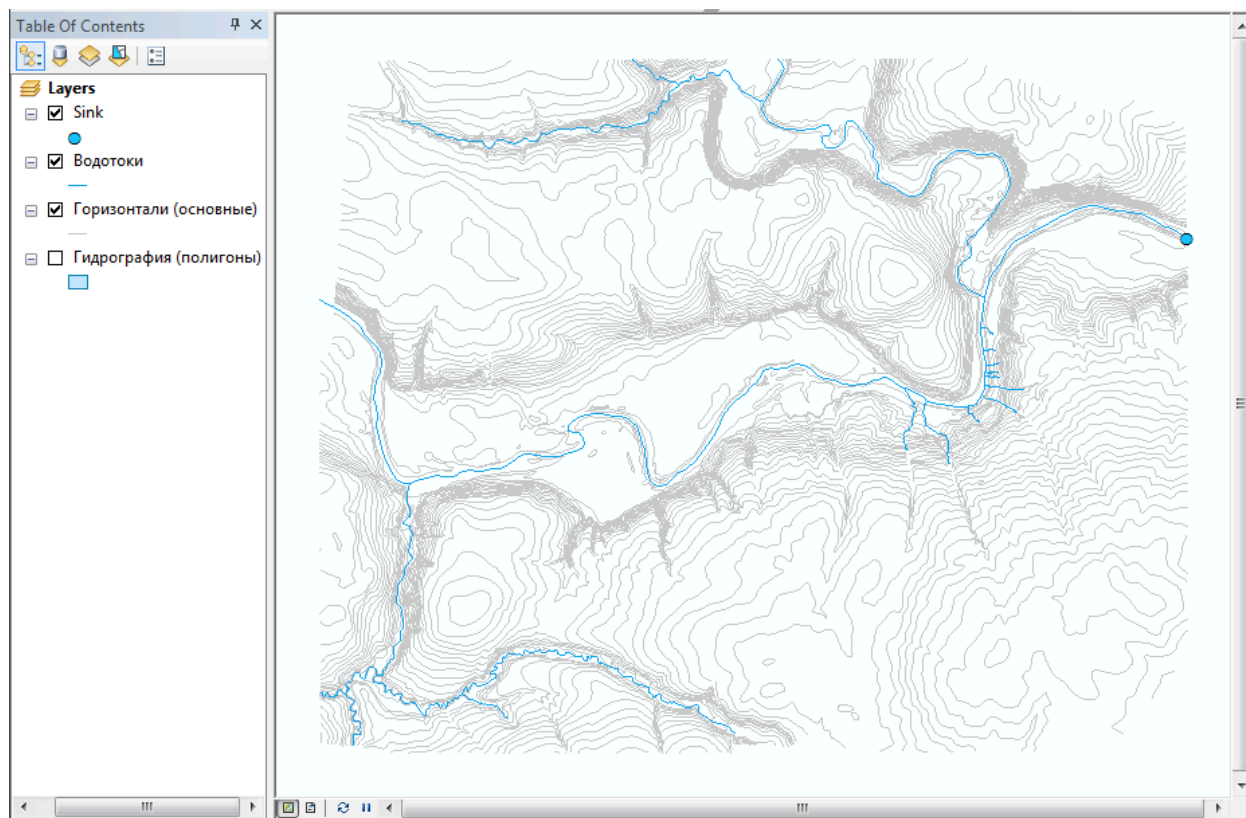 Table Of Contents
Layers
Sink
Водотоки
Горизонтали (основные)
Гидрография (полигоны)